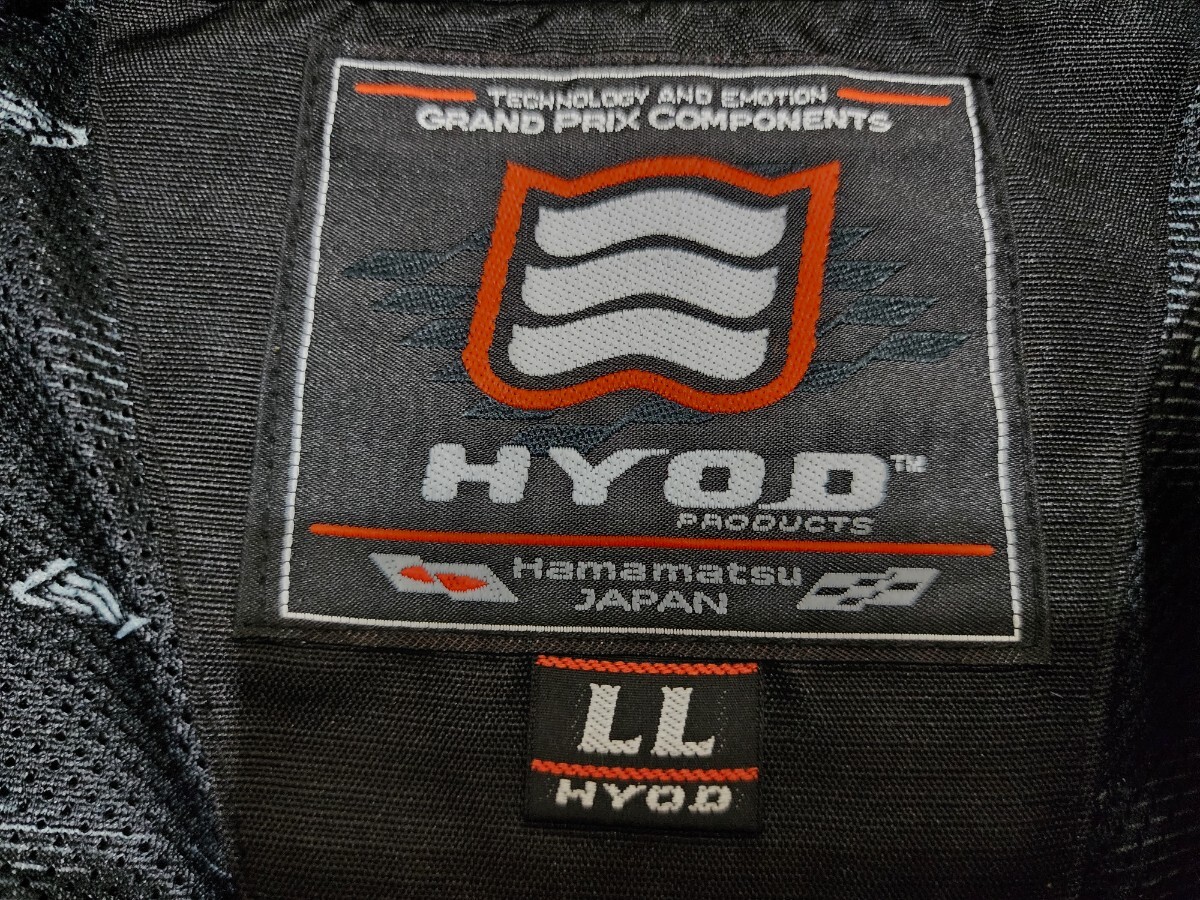 TECHNOLOGY AND EMOTION
GRAND PRIX COMPONENTS
HYOD™
PRODUCTS
Hamamatsu
JAPAN
LL
HYOD